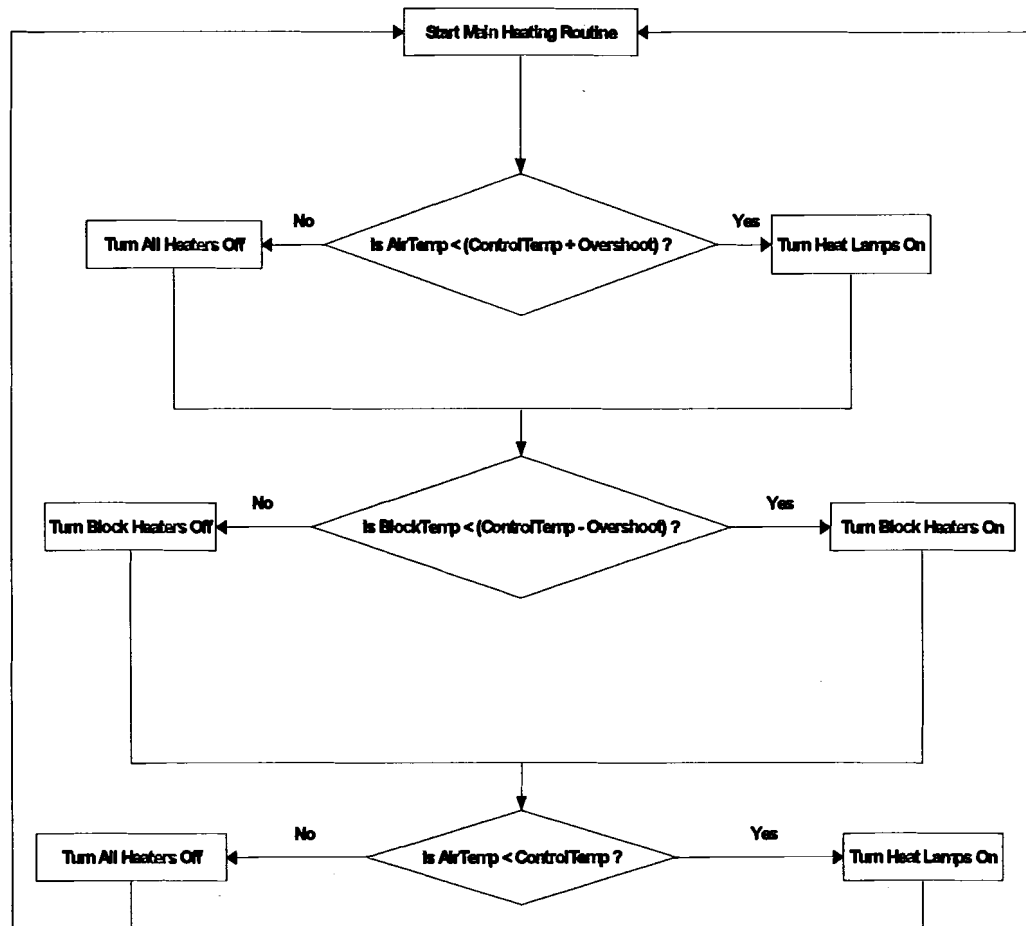 Start Main Heating Routine
No
Yes
Turn All Heaters Off
Is AirTemp < (ControlTemp + Overshoot) ?
Turn Heat Lamps On
No
Yes
Turn Block Heaters Off
Is BlockTemp < (ControlTemp - Overshoot) ?
Turn Block Heaters On
No
Yes
Turn All Heaters Off
Is AirTemp < ControlTemp ?
Turn Heat Lamps On